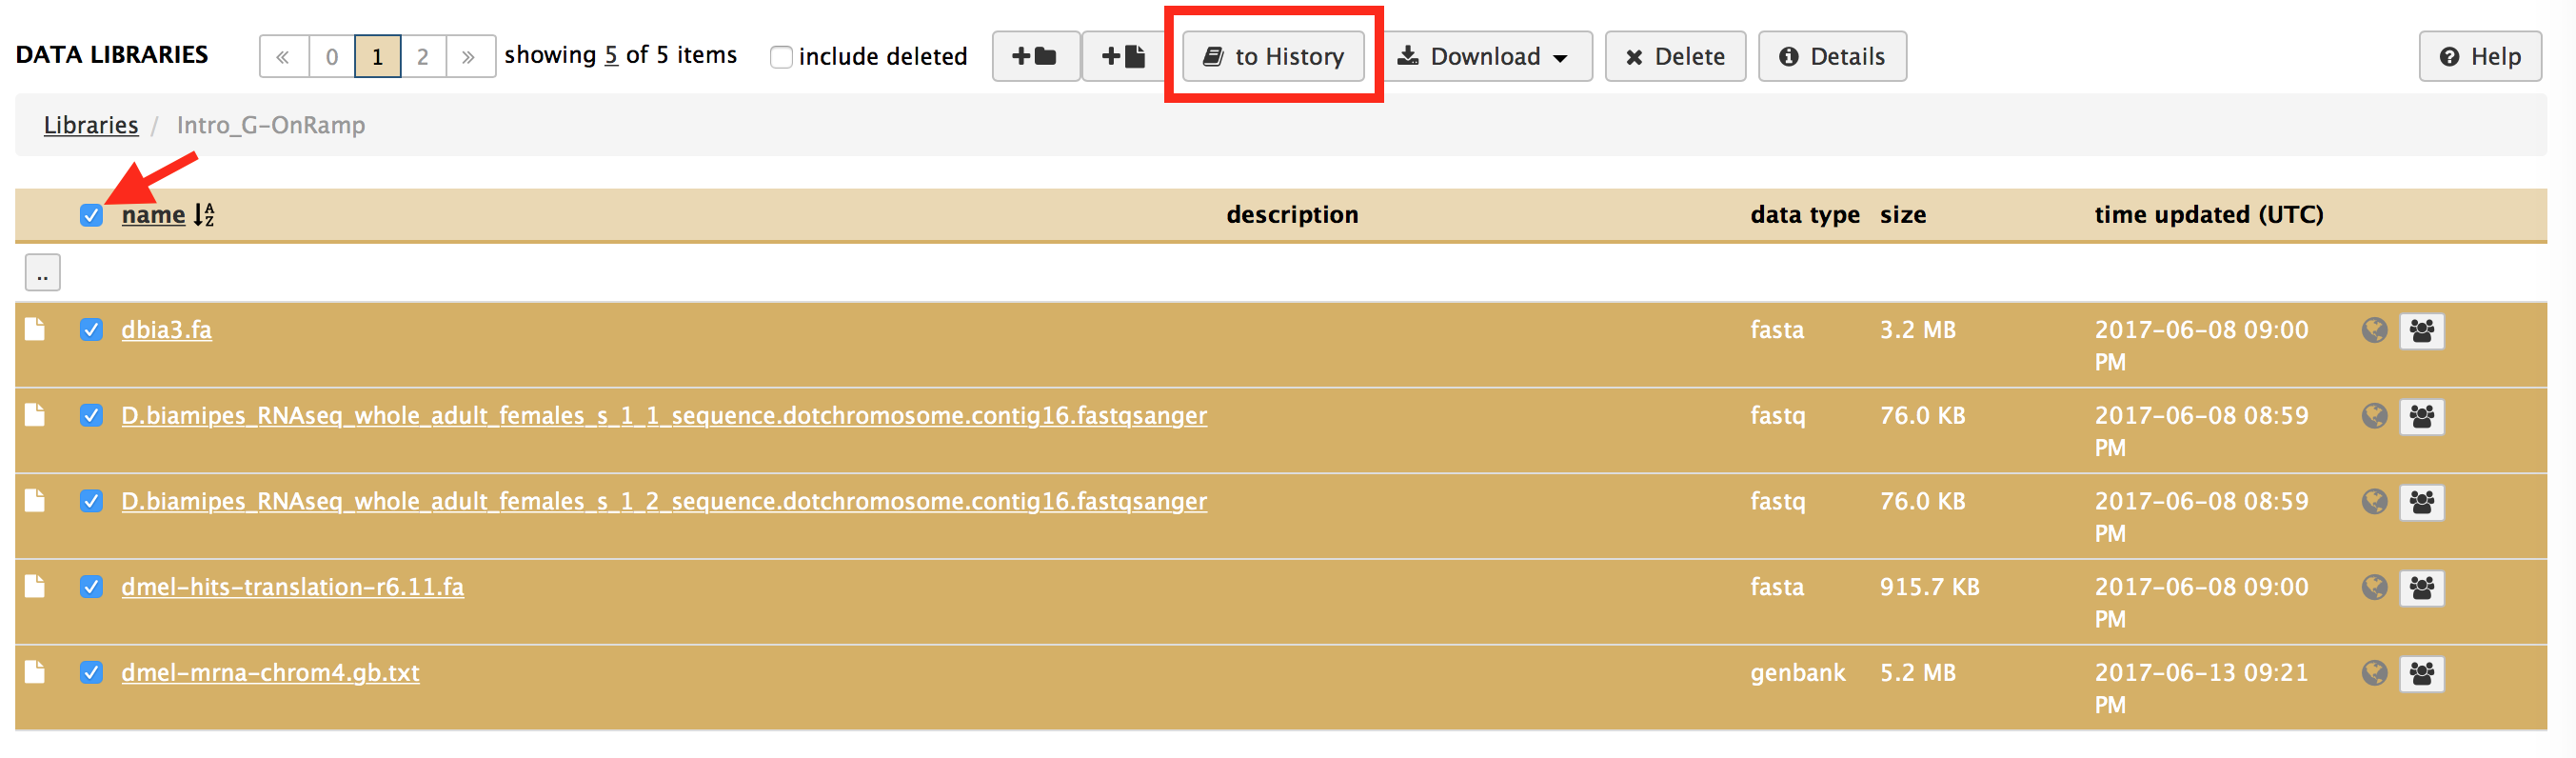 DATA LIBRARIES « 0 1 2 » showing 5 of 5 items include deleted to History Download Delete Details Help
Libraries / Intro_G-OnRamp
name description data type size time updated (UTC)
..
dbia3.fa fasta 3.2 MB 2017-06-08 09:00
PM
D.biamipes_RNAseq_whole_adult_females_s_1_1_sequence.dotchromosome.contig16.fastqsanger fastq 76.0 KB 2017-06-08 08:59
PM
D.biamipes_RNAseq_whole_adult_females_s_1_2_sequence.dotchromosome.contig16.fastqsanger fastq 76.0 KB 2017-06-08 08:59
PM
dmel-hits-translation-r6.11.fa fasta 915.7 KB 2017-06-08 09:00
PM
dmel-mrna-chrom4.gb.txt genbank 5.2 MB 2017-06-13 09:21
PM